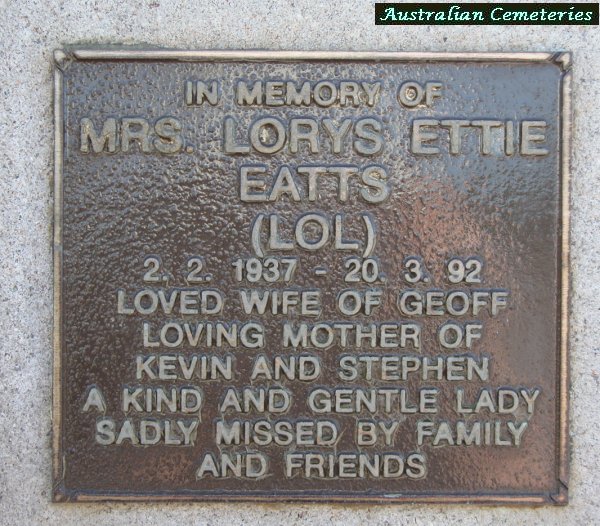 Australian Cemeteries
IN MEMORY OF
MRS. LORYS ETTIE
EATTS
(LOL)
2. 2. 1937 - 20. 3. 92
LOVED WIFE OF GEOFF
LOVING MOTHER OF
KEVIN AND STEPHEN
A KIND AND GENTLE LADY
SADLY MISSED BY FAMILY
AND FRIENDS